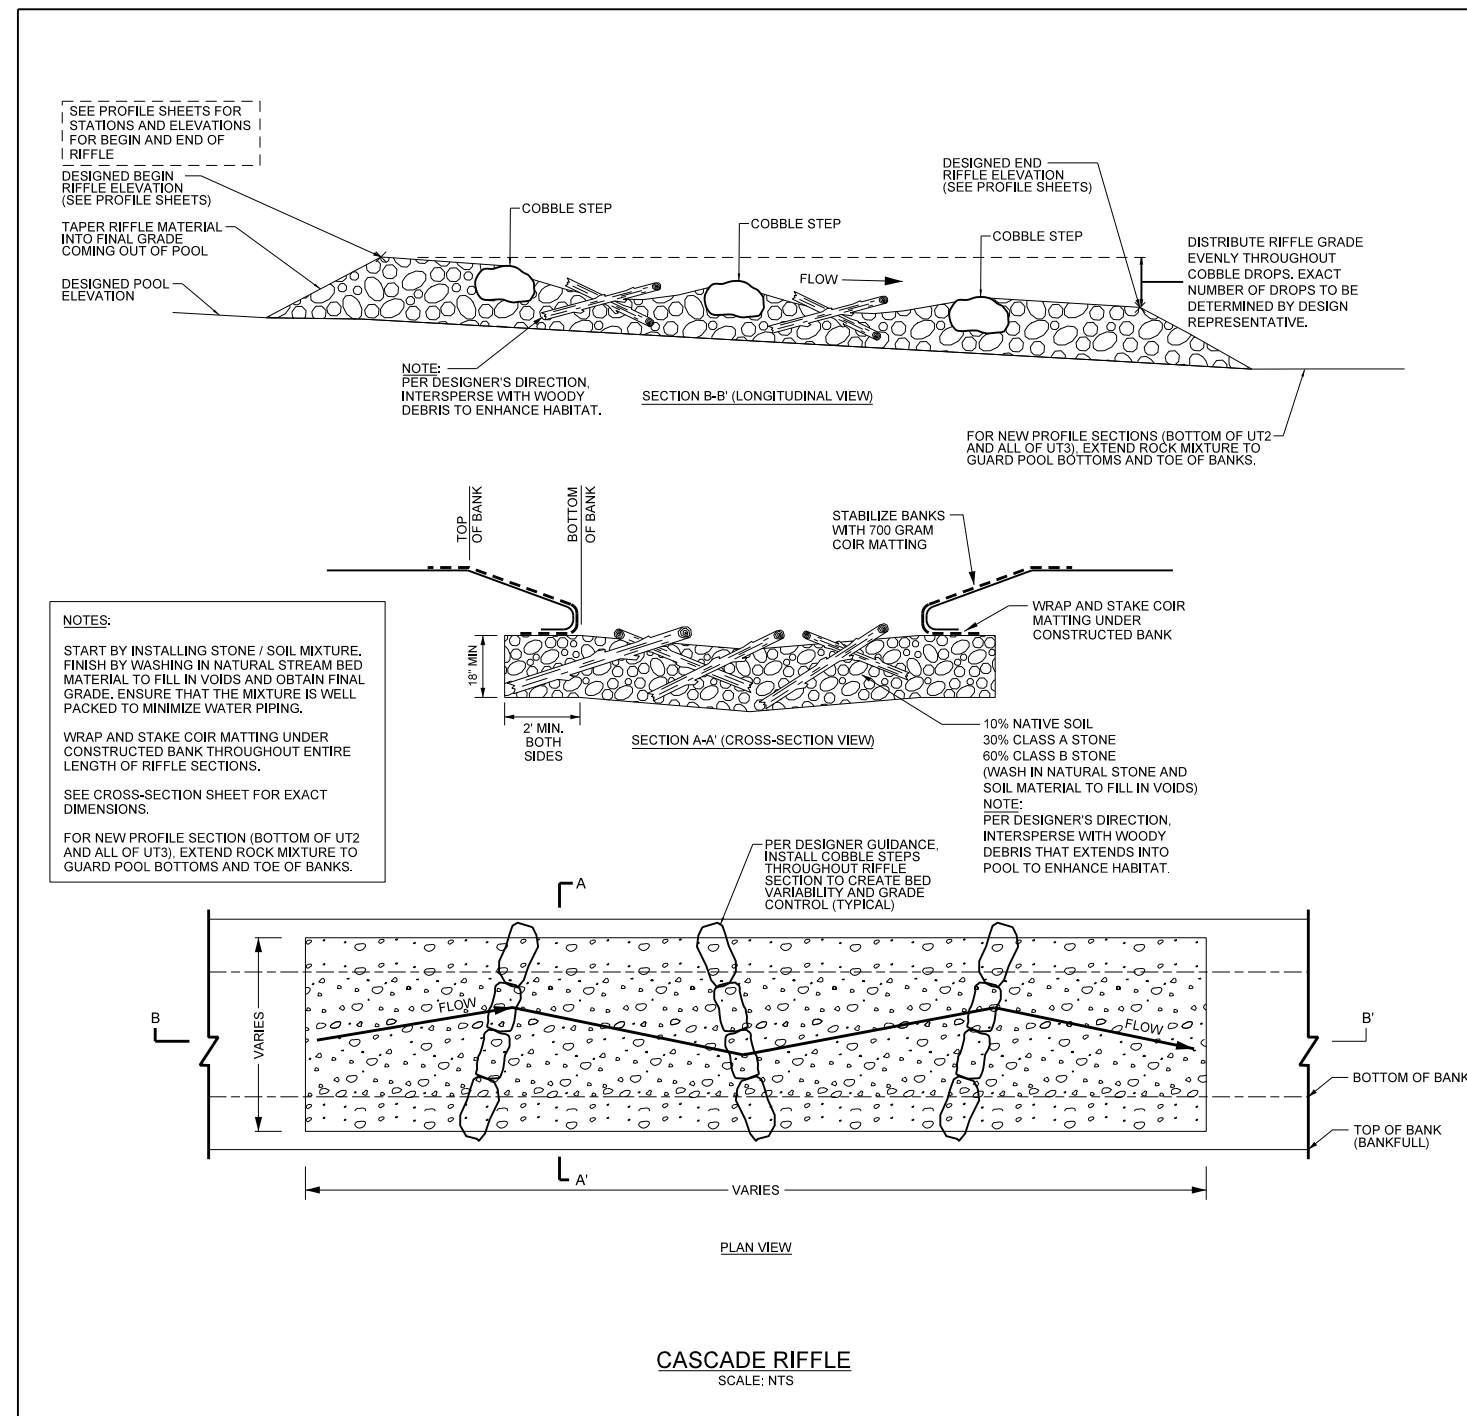 SEE PROFILE SHEETS FOR
STATIONS AND ELEVATIONS
FOR BEGIN AND END OF
RIFFLE
DESIGNED BEGIN
RIFFLE ELEVATION
(SEE PROFILE SHEETS)
TAPER RIFFLE MATERIAL
INTO FINAL GRADE
COMING OUT OF POOL
DESIGNED POOL
ELEVATION
COBBLE STEP
COBBLE STEP
COBBLE STEP
FLOW
DESIGNED END
RIFFLE ELEVATION
(SEE PROFILE SHEETS)
DISTRIBUTE RIFFLE GRADE
EVENLY THROUGHOUT
COBBLE DROPS. EXACT
NUMBER OF DROPS TO BE
DETERMINED BY DESIGN
REPRESENTATIVE.
NOTE:
PER DESIGNER'S DIRECTION,
INTERSPERSE WITH WOODY
DEBRIS TO ENHANCE HABITAT.
SECTION B-B' (LONGITUDINAL VIEW)
FOR NEW PROFILE SECTIONS (BOTTOM OF UT2
AND ALL OF UT3), EXTEND ROCK MIXTURE TO
GUARD POOL BOTTOMS AND TOE OF BANKS.
TOP
OF BANK
BOTTOM
OF BANK
STABILIZE BANKS
WITH 700 GRAM
COIR MATTING
WRAP AND STAKE COIR
MATTING UNDER
CONSTRUCTED BANK
18" MIN
2' MIN.
BOTH
SIDES
SECTION A-A' (CROSS-SECTION VIEW)
10% NATIVE SOIL
30% CLASS A STONE
60% CLASS B STONE
(WASH IN NATURAL STONE AND
SOIL MATERIAL TO FILL IN VOIDS)
NOTE:
PER DESIGNER'S DIRECTION,
INTERSPERSE WITH WOODY
DEBRIS THAT EXTENDS INTO
POOL TO ENHANCE HABITAT.
NOTES:
START BY INSTALLING STONE / SOIL MIXTURE.
FINISH BY WASHING IN NATURAL STREAM BED
MATERIAL TO FILL IN VOIDS AND OBTAIN FINAL
GRADE. ENSURE THAT THE MIXTURE IS WELL
PACKED TO MINIMIZE WATER PIPING.
WRAP AND STAKE COIR MATTING UNDER
CONSTRUCTED BANK THROUGHOUT ENTIRE
LENGTH OF RIFFLE SECTIONS.
SEE CROSS-SECTION SHEET FOR EXACT
DIMENSIONS.
FOR NEW PROFILE SECTION (BOTTOM OF UT2
AND ALL OF UT3), EXTEND ROCK MIXTURE TO
GUARD POOL BOTTOMS AND TOE OF BANKS.
PER DESIGNER GUIDANCE,
INSTALL COBBLE STEPS
THROUGHOUT RIFFLE
SECTION TO CREATE BED
VARIABILITY AND GRADE
CONTROL (TYPICAL)
A
B
VARIES
FLOW
FLOW
B'
BOTTOM OF BANK
TOP OF BANK
(BANKFULL)
A'
VARIES
PLAN VIEW
CASCADE RIFFLE
SCALE: NTS